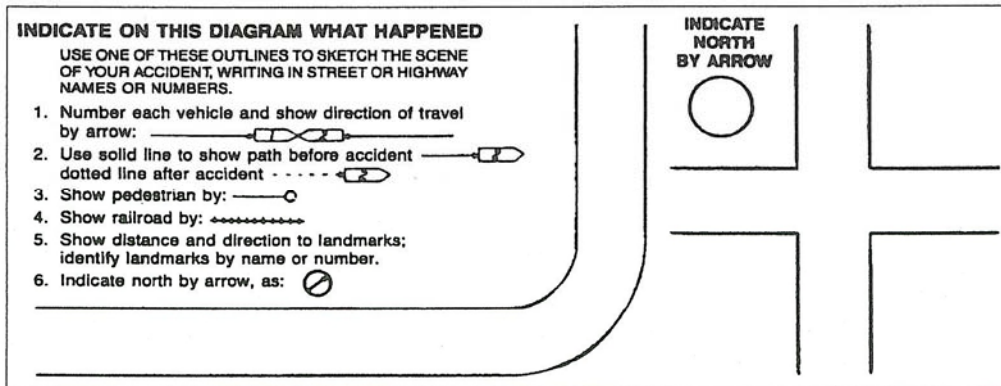 INDICATE ON THIS DIAGRAM WHAT HAPPENED
USE ONE OF THESE OUTLINES TO SKETCH THE SCENE
OF YOUR ACCIDENT, WRITING IN STREET OR HIGHWAY
NAMES OR NUMBERS.
1. Number each vehicle and show direction of travel
by arrow:
2. Use solid line to show path before accident
dotted line after accident
3. Show pedestrian by:
4. Show railroad by:
5. Show distance and direction to landmarks;
identify landmarks by name or number.
6. Indicate north by arrow, as:
INDICATE
NORTH
BY ARROW